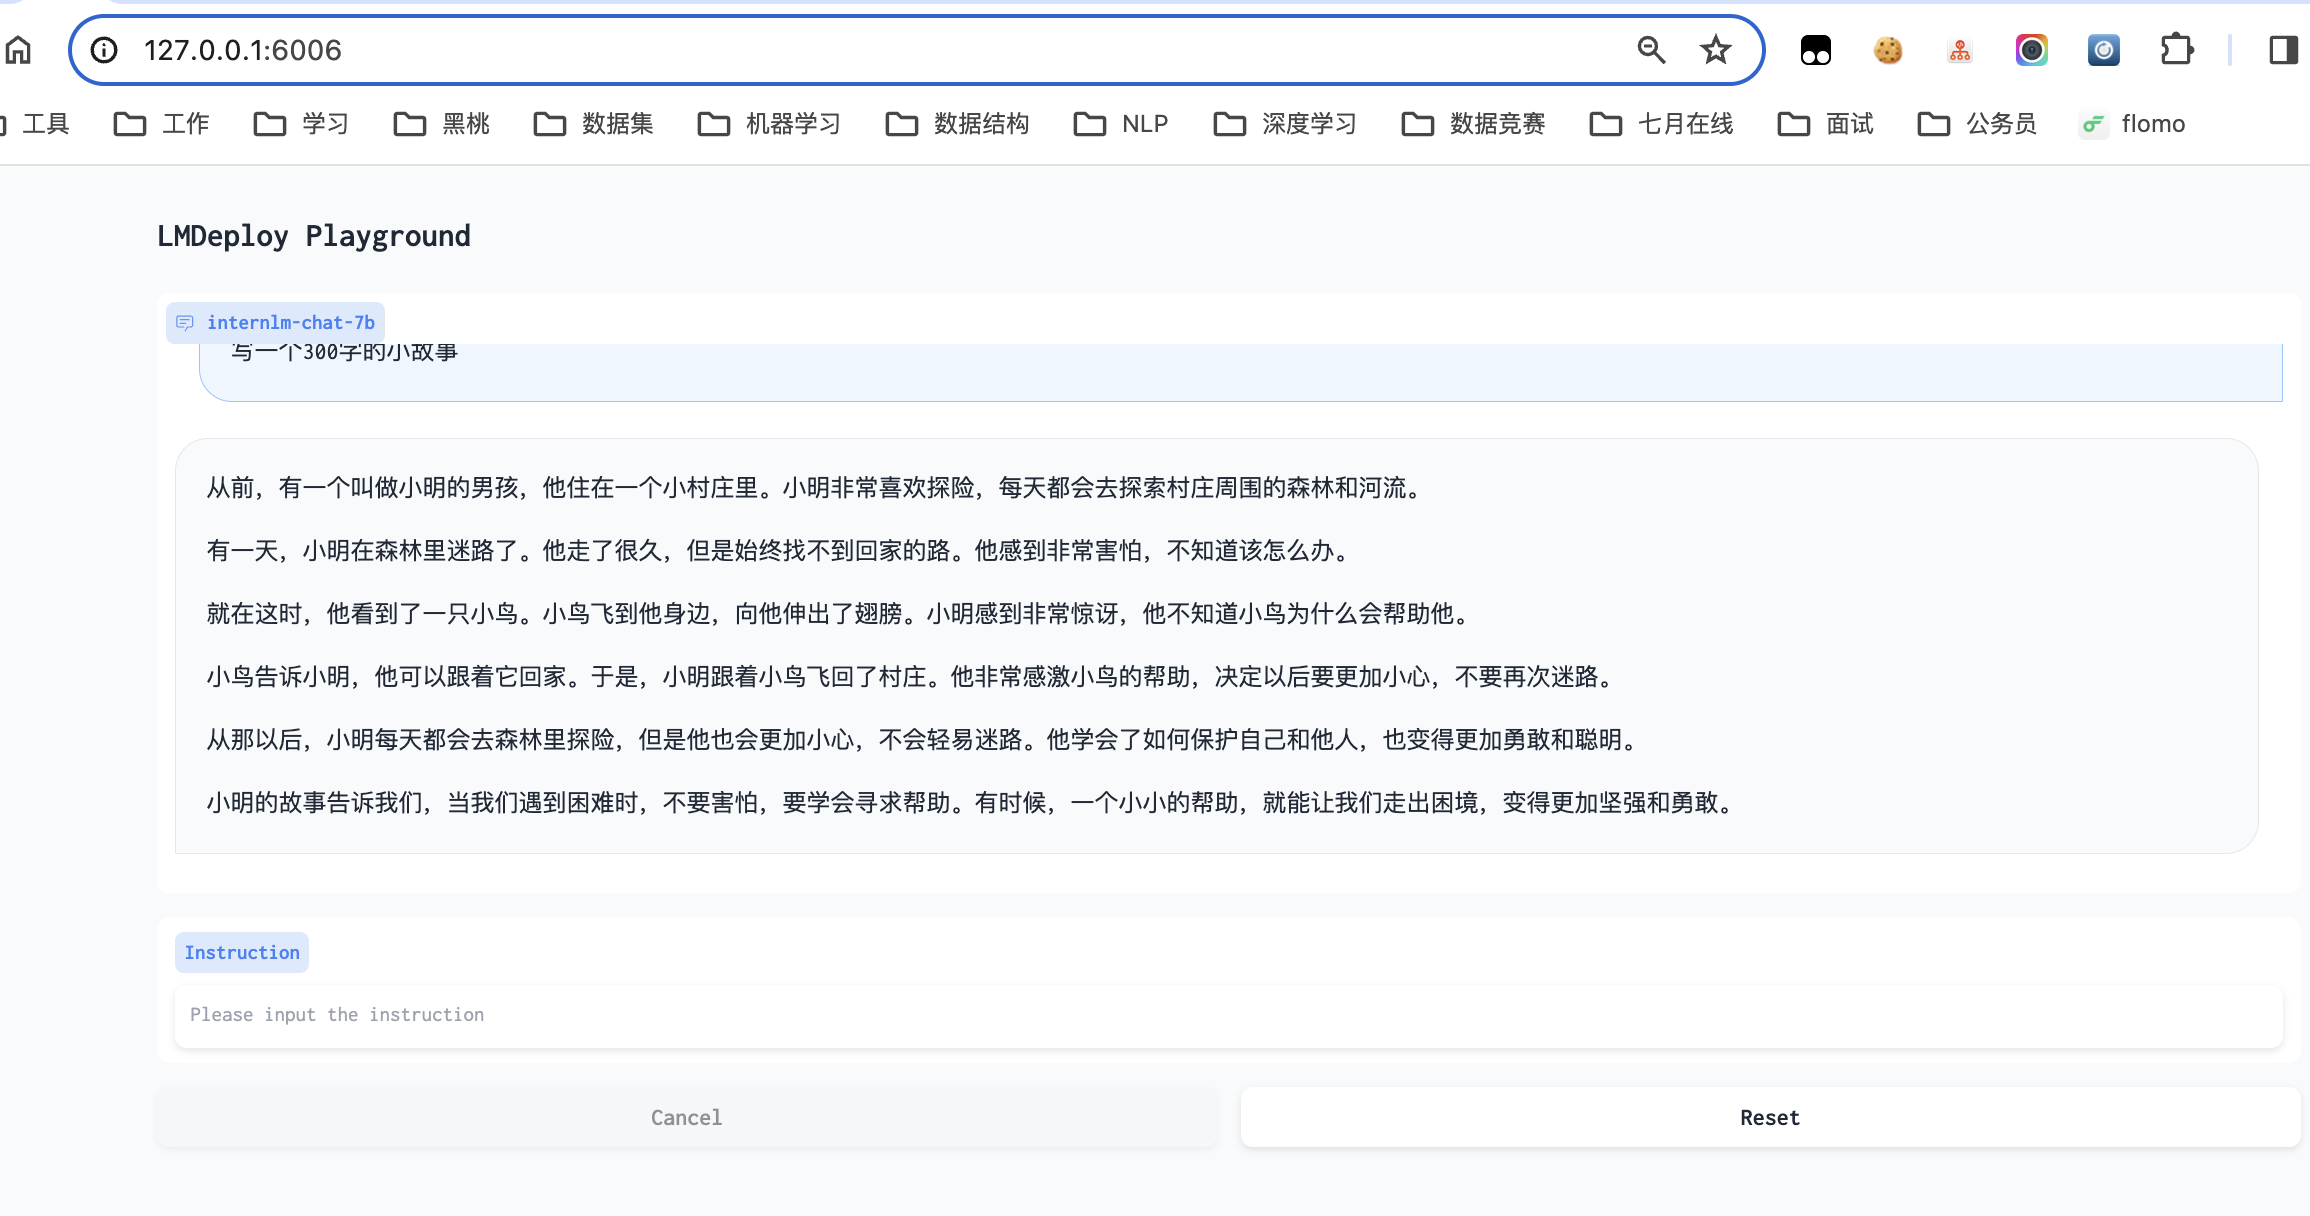 127.0.0.1:6006
工具 工作 学习 黑桃 数据集 机器学习 数据结构 NLP 深度学习 数据竞赛 七月在线 面试 公务员 flomo
LMDeploy Playground
internlm-chat-7b
写一个300字的小故事
从前，有一个叫做小明的男孩，他住在一个小村庄里。小明非常喜欢探险，每天都会去探索村庄周围的森林和河流。
有一天，小明在森林里迷路了。他走了很久，但是始终找不到回家的路。他感到非常害怕，不知道该怎么办。
就在这时，他看到了一只小鸟。小鸟飞到他身边，向他伸出了翅膀。小明感到非常惊讶，他不知道小鸟为什么会帮助他。
小鸟告诉小明，他可以跟着它回家。于是，小明跟着小鸟飞回了村庄。他非常感激小鸟的帮助，决定以后要更加小心，不要再次迷路。
从那以后，小明每天都会去森林里探险，但是他也会更加小心，不会轻易迷路。他学会了如何保护自己和他人，也变得更加勇敢和聪明。
小明的故事告诉我们，当我们遇到困难时，不要害怕，要学会寻求帮助。有时候，一个小小的帮助，就能让我们走出困境，变得更加坚强和勇敢。
Instruction
Please input the instruction
Cancel Reset